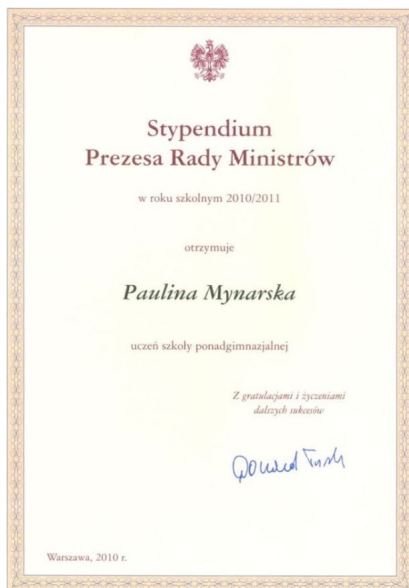 Stypendium
Prezesa Rady Ministrów
w roku szkolnym 2010/2011
otrzymuje
Paulina Mynarska
uczeń szkoły ponadgimnazjalnej
Z gratulacjami i życzeniami
dalszych sukcesów
Donald Tusk
Warszawa, 2010 r.